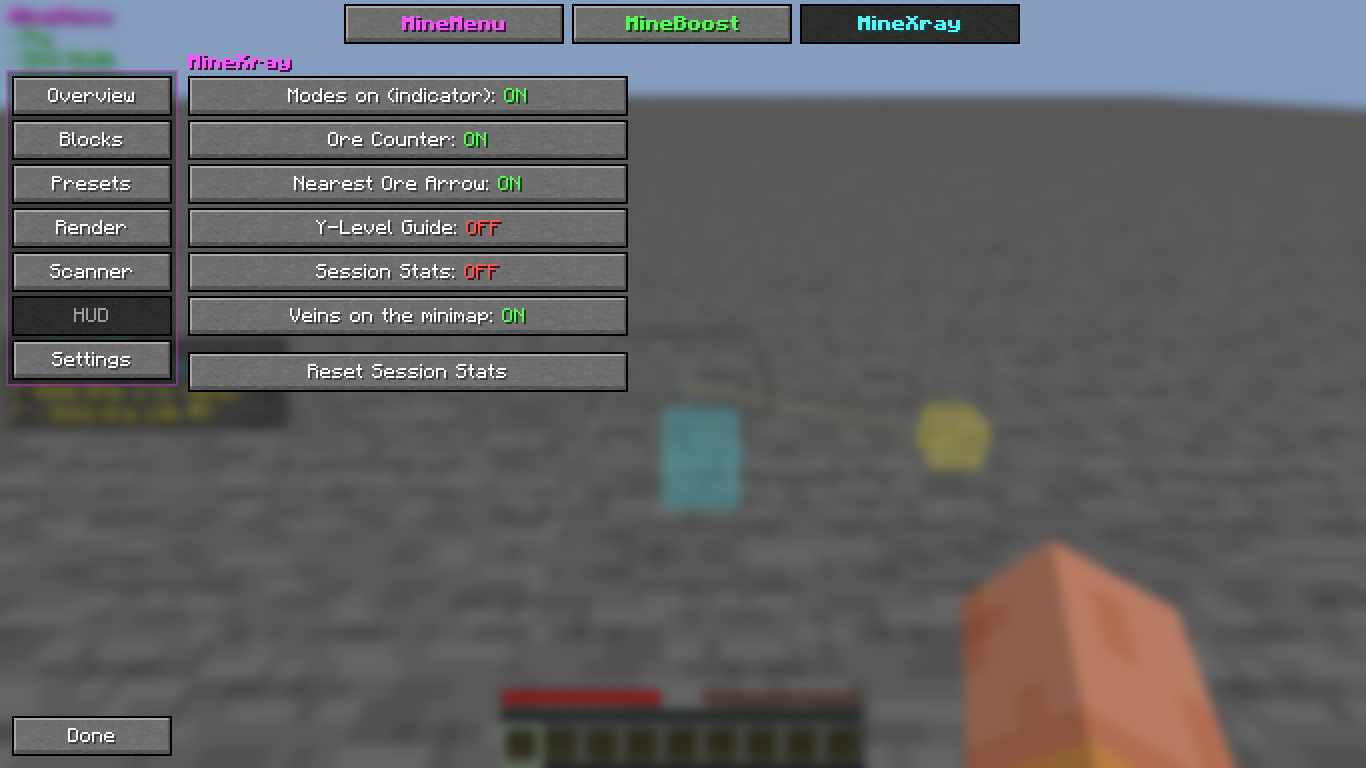 MineMenu
MineBoost
MineXray
MineXray
Overview
Blocks
Presets
Render
Scanner
HUD
Settings
Modes on (indicator): ON
Ore Counter: ON
Nearest Ore Arrow: ON
Y-Level Guide: OFF
Session Stats: OFF
Veins on the minimap: ON
Reset Session Stats
Done